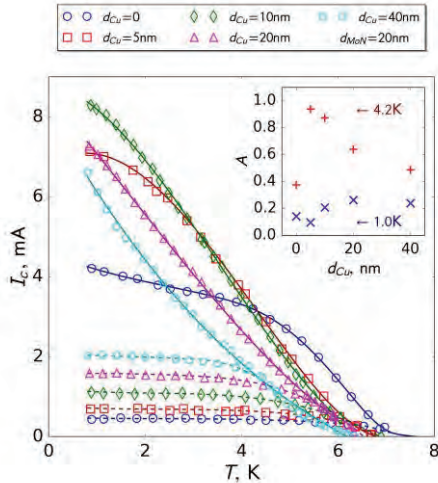 d_Cu=0 d_Cu=10nm d_Cu=40nm
d_Cu=5nm d_Cu=20nm d_MoN=20nm
8
6
4
2
0
I_c, mA
0 2 4 6 8
T, K
1.0
0.8
0.6
0.4
0.2
0.0
A
← 4.2K
← 1.0K
0 10 20 30 40
d_Cu, nm